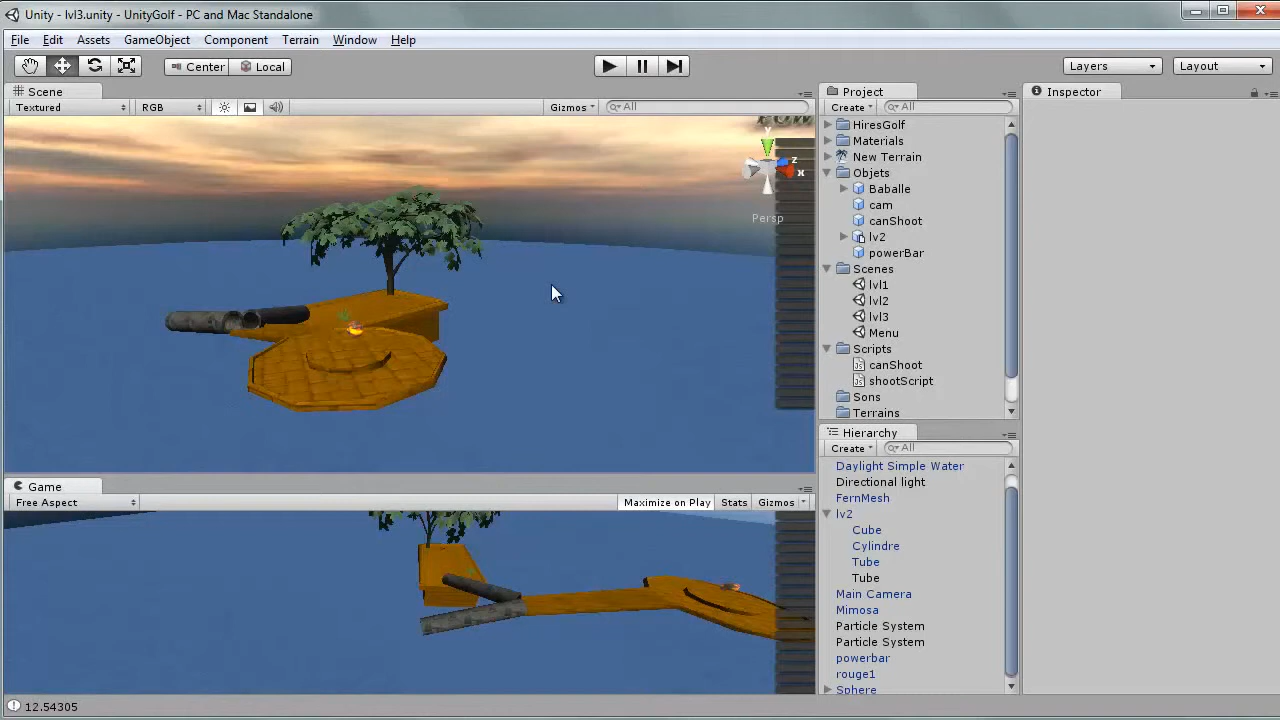 Unity - lvl3.unity - UnityGolf - PC and Mac Standalone
File Edit Assets GameObject Component Terrain Window Help
Center Local Layers Layout
Scene
Textured RGB Gizmos All
y
z
x
Persp
Game
Free Aspect Maximize on Play Stats Gizmos
Project
Create All
HiresGolf
Materials
New Terrain
Objets
Baballe
cam
canShoot
lv2
powerBar
Scenes
lvl1
lvl2
lvl3
Menu
Scripts
canShoot
shootScript
Sons
Terrains
Hierarchy
Create All
Daylight Simple Water
Directional light
FernMesh
lv2
Cube
Cylindre
Tube
Tube
Main Camera
Mimosa
Particle System
Particle System
powerbar
rouge1
Sphere
Inspector
12.54305